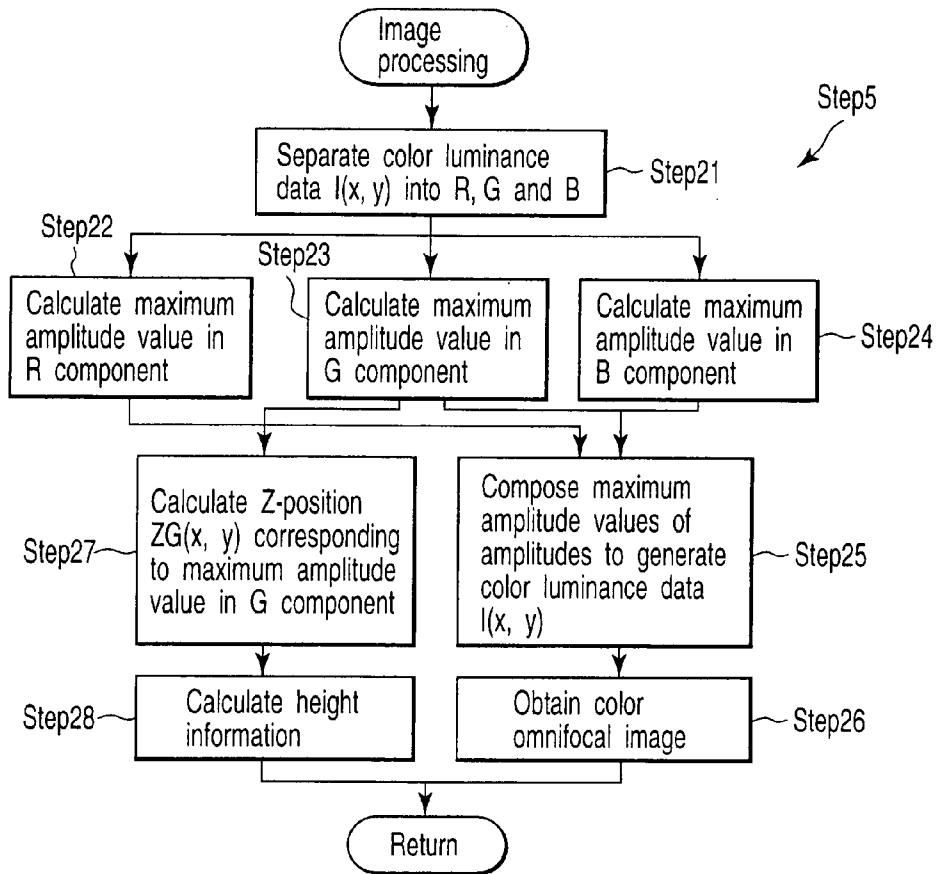 Image
processing
Step5
Separate color luminance
data I(x, y) into R, G and B
Step21
Step22
Step23
Calculate maximum
amplitude value in
R component
Calculate maximum
amplitude value in
G component
Calculate maximum
amplitude value in
B component
Step24
Calculate Z-position
ZG(x, y) corresponding
to maximum amplitude
value in G component
Step27
Compose maximum
amplitude values of
amplitudes to generate
color luminance data
I(x, y)
Step25
Step28
Calculate height
information
Obtain color
omnifocal image
Step26
Return